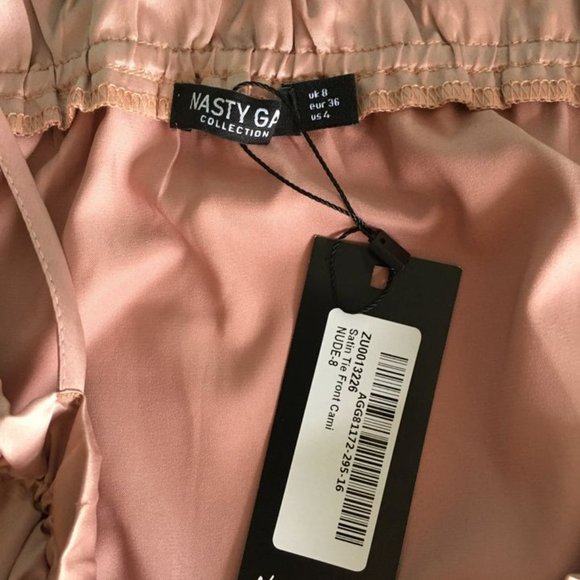 NASTY GA
COLLECTION
uk 8
eur 36
us 4
ZU0013226 AGG81172-295-16
Satin Tie Front Cami
NUDE-8
N